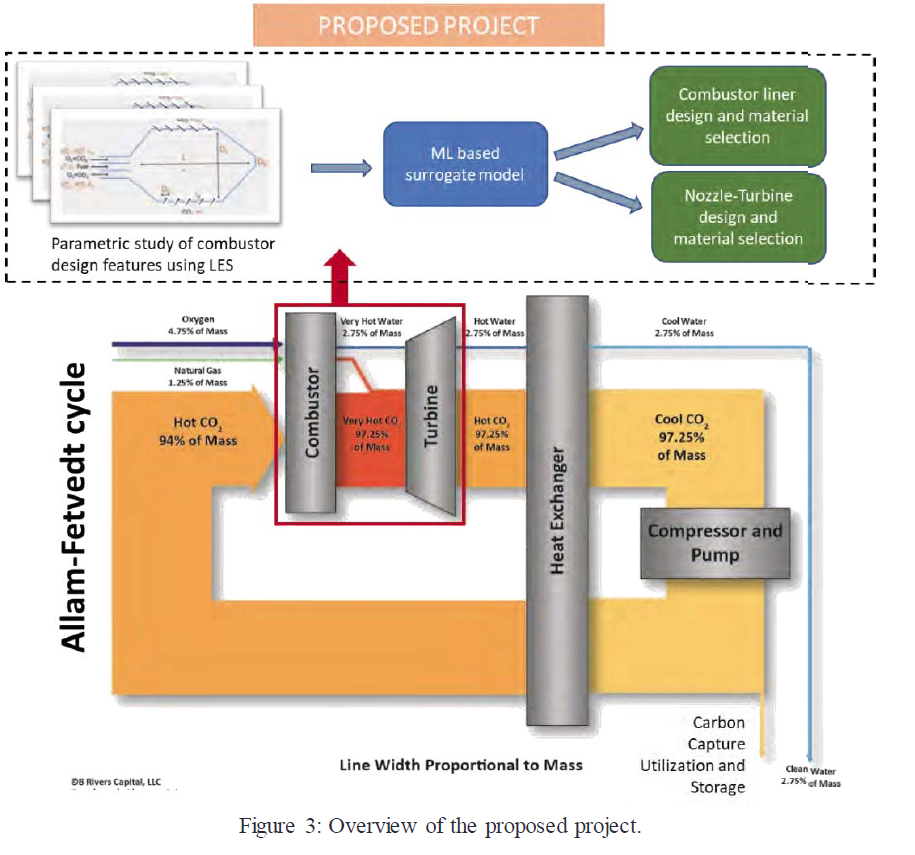 PROPOSED PROJECT
O₂+CO₂
Fuel
O₂+CO₂
L
Parametric study of combustor
design features using LES
ML based
surrogate model
Combustor liner
design and material
selection
Nozzle-Turbine
design and
material selection
Allam-Fetvedt cycle
Oxygen
4.75% of Mass
Natural Gas
1.25% of Mass
Hot CO₂
94% of Mass
Combustor
Very Hot Water
2.75% of Mass
Very Hot CO₂
97.25%
of Mass
Turbine
Hot Water
2.75% of Mass
Hot CO₂
97.25%
of Mass
Heat Exchanger
Cool Water
2.75% of Mass
Cool CO₂
97.25%
of Mass
Compressor and
Pump
Carbon
Capture
Utilization and
Storage
Clean Water
2.75% of Mass
Line Width Proportional to Mass
©8 Rivers Capital, LLC
Figure 3: Overview of the proposed project.